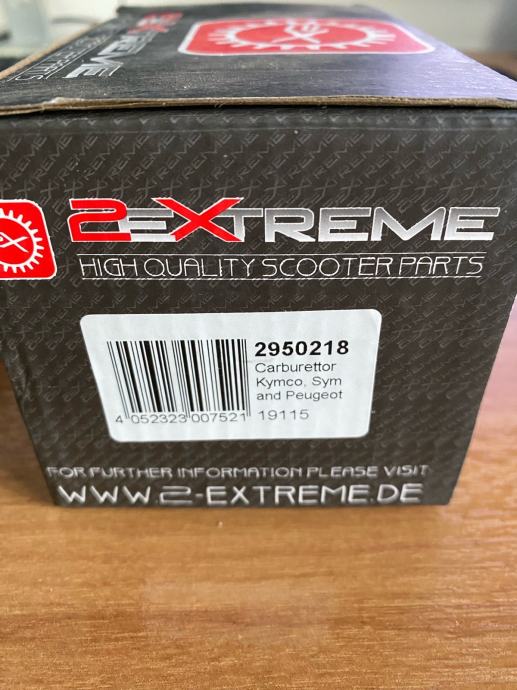 2EXTREME
2EXTREME
HIGH QUALITY SCOOTER PARTS
2950218
Carburettor
Kymco, Sym
and Peugeot
4 052323 007521 19115
FOR FURTHER INFORMATION PLEASE VISIT
WWW.2-EXTREME.DE